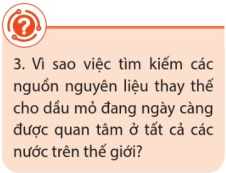 3. Vì sao việc tìm kiếm các
nguồn nguyên liệu thay thế
cho dầu mỏ đang ngày càng
được quan tâm ở tất cả các
nước trên thế giới?